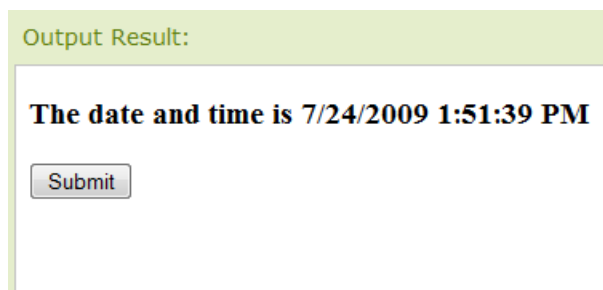 Output Result:
The date and time is 7/24/2009 1:51:39 PM
Submit